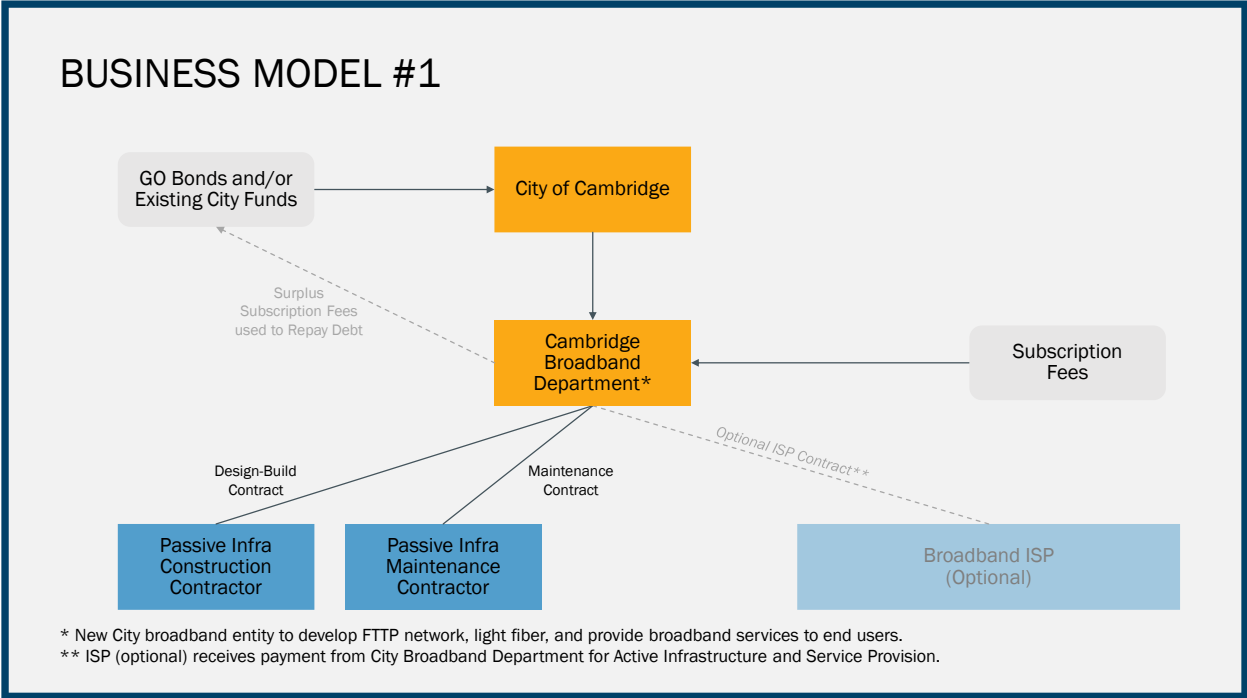 BUSINESS MODEL #1
GO Bonds and/or
Existing City Funds
City of Cambridge
Surplus
Subscription Fees
used to Repay Debt
Cambridge
Broadband
Department*
Subscription
Fees
Optional ISP Contract**
Design-Build
Contract
Maintenance
Contract
Passive Infra
Construction
Contractor
Passive Infra
Maintenance
Contractor
Broadband ISP
(Optional)
* New City broadband entity to develop FTTP network, light fiber, and provide broadband services to end users.
** ISP (optional) receives payment from City Broadband Department for Active Infrastructure and Service Provision.